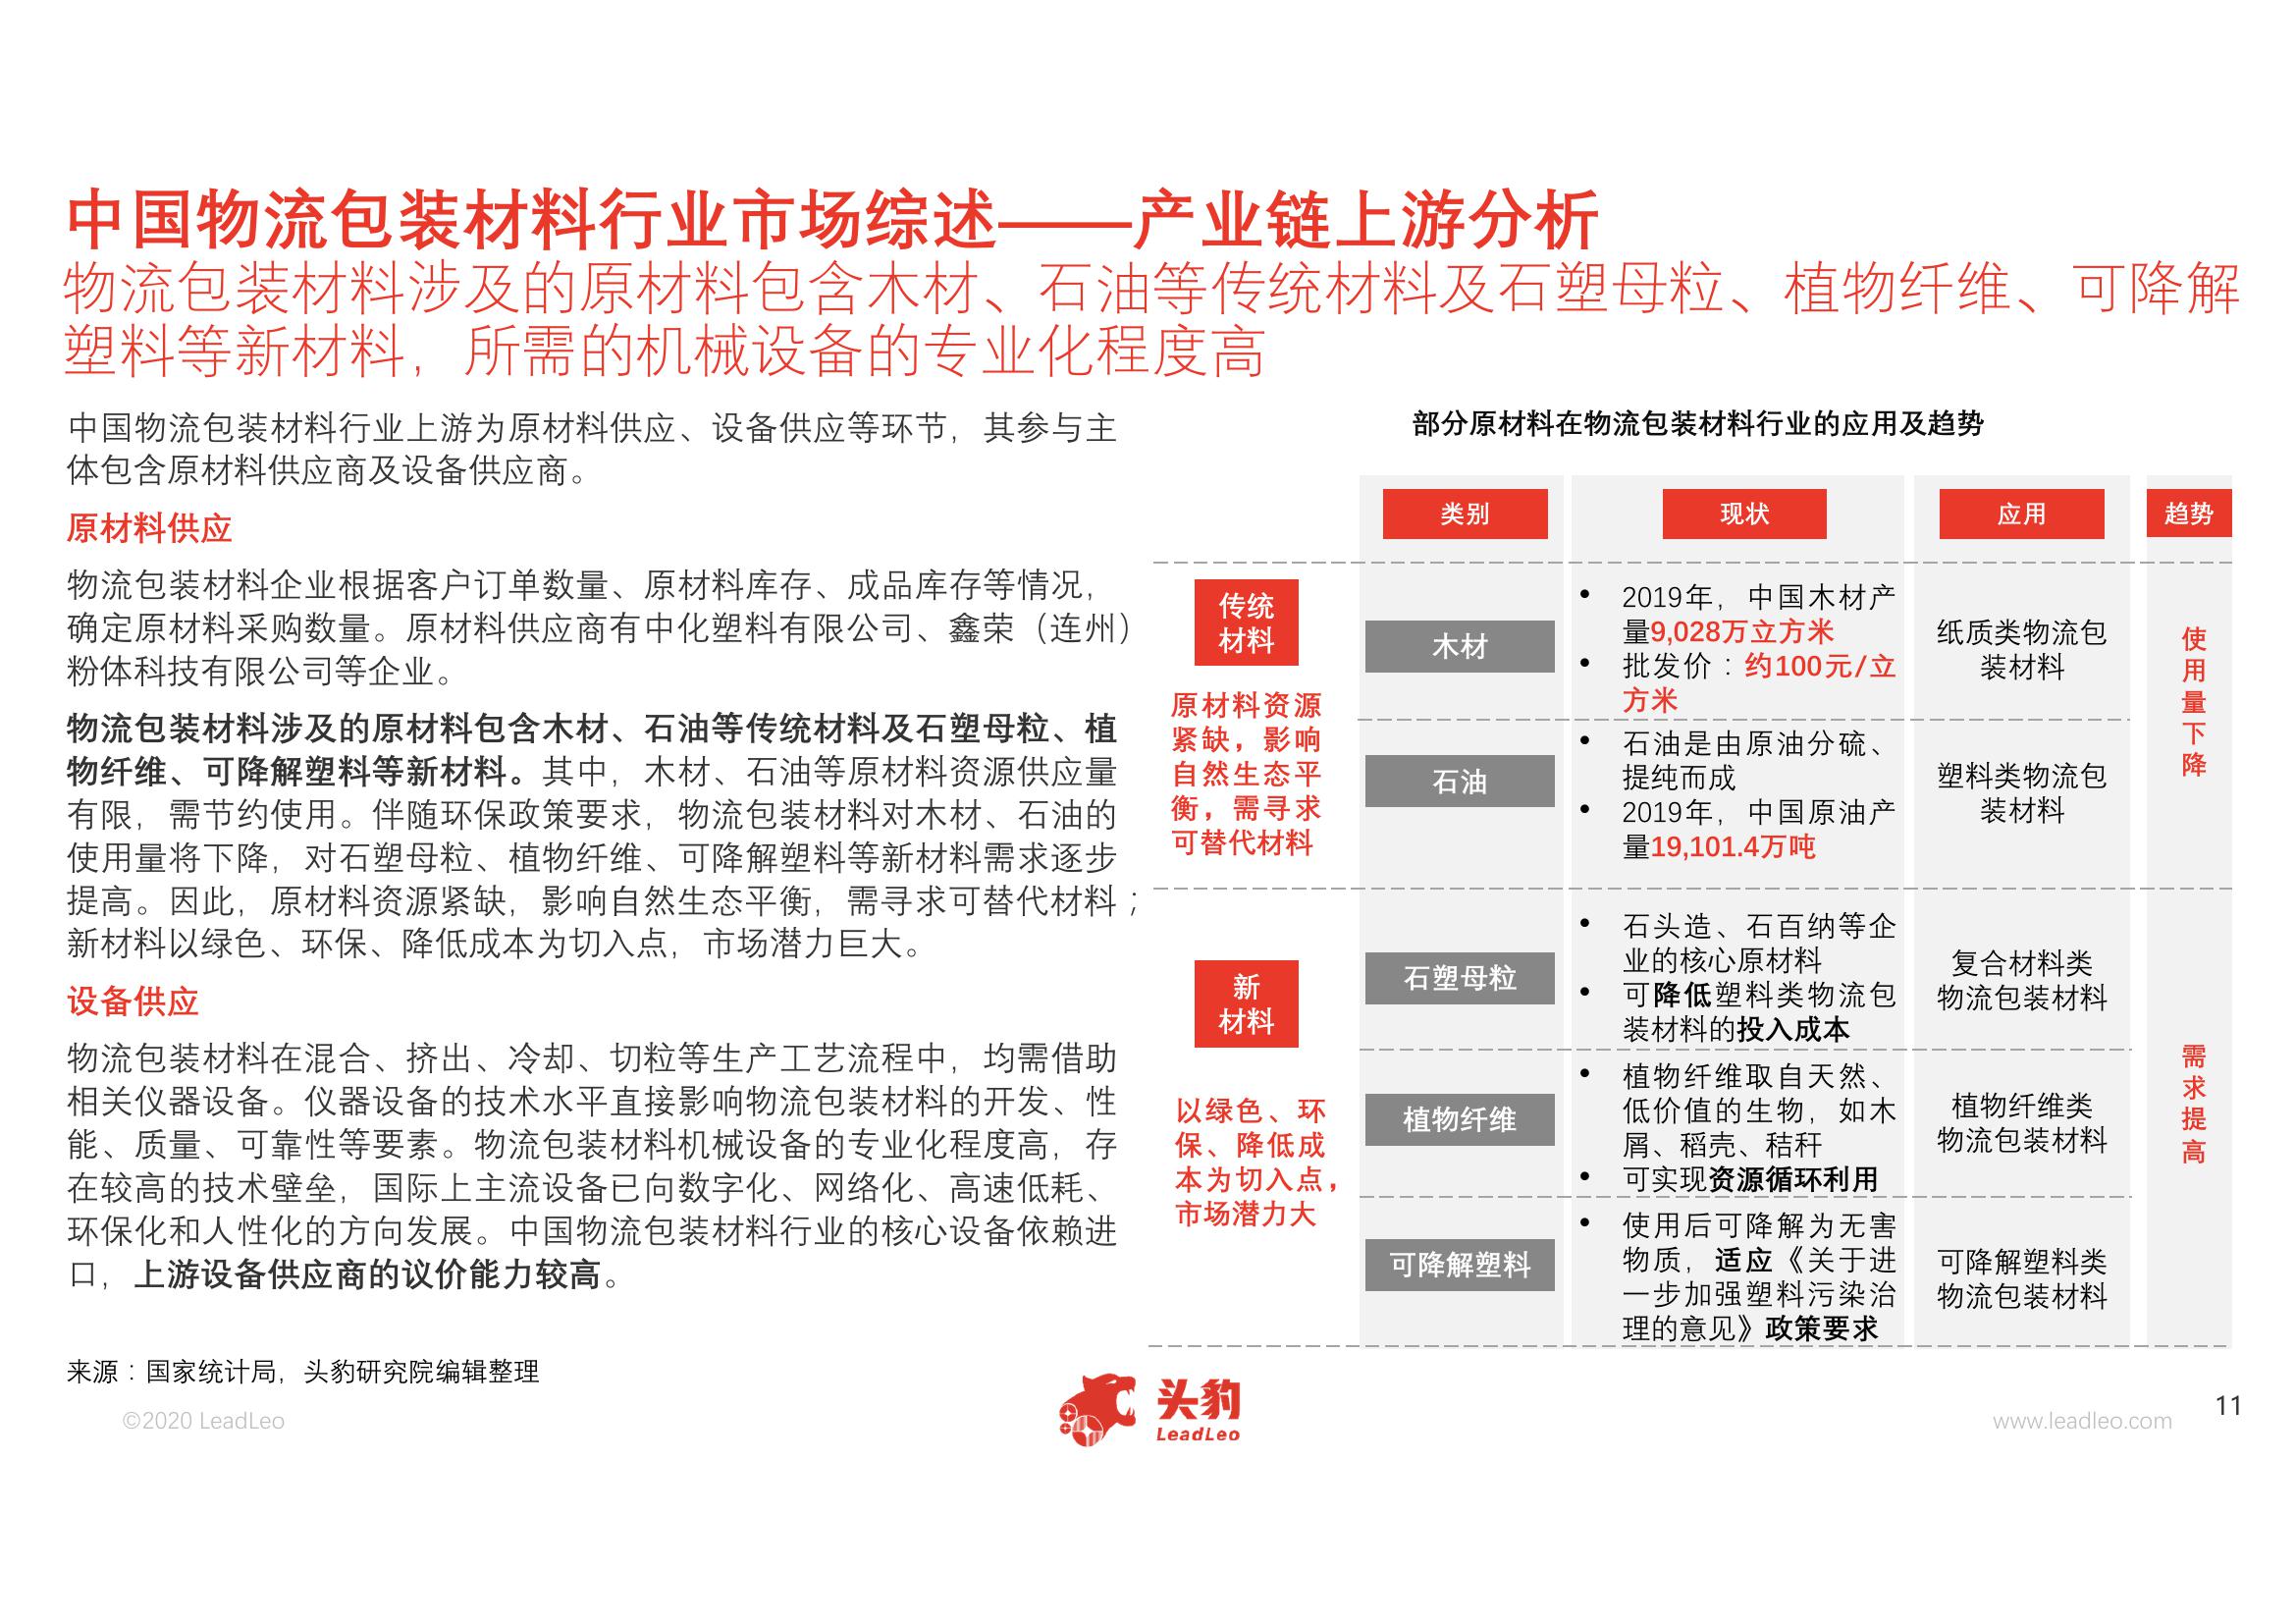 中国物流包装材料行业市场综述——产业链上游分析
物流包装材料涉及的原材料包含木材、石油等传统材料及石塑母粒、植物纤维、可降解
塑料等新材料，所需的机械设备的专业化程度高
中国物流包装材料行业上游为原材料供应、设备供应等环节，其参与主
体包含原材料供应商及设备供应商。
原材料供应
物流包装材料企业根据客户订单数量、原材料库存、成品库存等情况，
确定原材料采购数量。原材料供应商有中化塑料有限公司、鑫荣（连州）
粉体科技有限公司等企业。
物流包装材料涉及的原材料包含木材、石油等传统材料及石塑母粒、植
物纤维、可降解塑料等新材料。其中，木材、石油等原材料资源供应量
有限，需节约使用。伴随环保政策要求，物流包装材料对木材、石油的
使用量将下降，对石塑母粒、植物纤维、可降解塑料等新材料需求逐步
提高。因此，原材料资源紧缺，影响自然生态平衡，需寻求可替代材料；
新材料以绿色、环保、降低成本为切入点，市场潜力巨大。
设备供应
物流包装材料在混合、挤出、冷却、切粒等生产工艺流程中，均需借助
相关仪器设备。仪器设备的技术水平直接影响物流包装材料的开发、性
能、质量、可靠性等要素。物流包装材料机械设备的专业化程度高，存
在较高的技术壁垒，国际上主流设备已向数字化、网络化、高速低耗、
环保化和人性化的方向发展。中国物流包装材料行业的核心设备依赖进
口，上游设备供应商的议价能力较高。
部分原材料在物流包装材料行业的应用及趋势
类别
现状
应用
趋势
传统
材料
原材料资源
紧缺，影响
自然生态平
衡，需寻求
可替代材料
木材
• 2019年，中国木材产
量9,028万立方米
• 批发价：约100元/立
方米
纸质类物流包
装材料
石油
• 石油是由原油分硫、
提纯而成
• 2019年，中国原油产
量19,101.4万吨
塑料类物流包
装材料
使
用
量
下
降
新
材料
以绿色、环
保、降低成
本为切入点，
市场潜力大
石塑母粒
• 石头造、石百纳等企
业的核心原材料
• 可降低塑料类物流包
装材料的投入成本
复合材料类
物流包装材料
植物纤维
• 植物纤维取自天然、
低价值的生物，如木
屑、稻壳、秸秆
• 可实现资源循环利用
植物纤维类
物流包装材料
可降解塑料
• 使用后可降解为无害
物质，适应《关于进
一步加强塑料污染治
理的意见》政策要求
可降解塑料类
物流包装材料
需
求
提
高
来源：国家统计局，头豹研究院编辑整理
©2020 LeadLeo
头豹
LeadLeo
www.leadleo.com
11